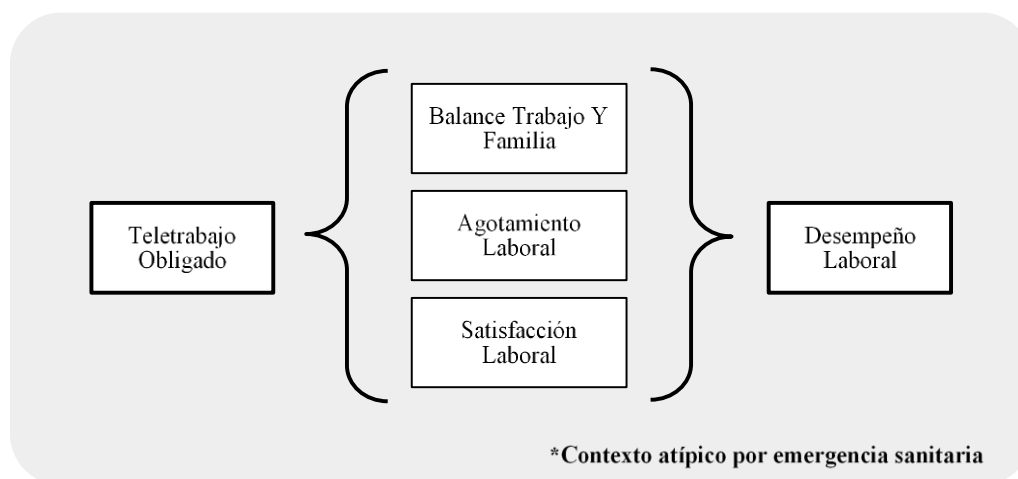 Balance Trabajo Y
Familia
Teletrabajo
Obligado
Agotamiento
Laboral
Desempeño
Laboral
Satisfacción
Laboral
*Contexto atípico por emergencia sanitaria